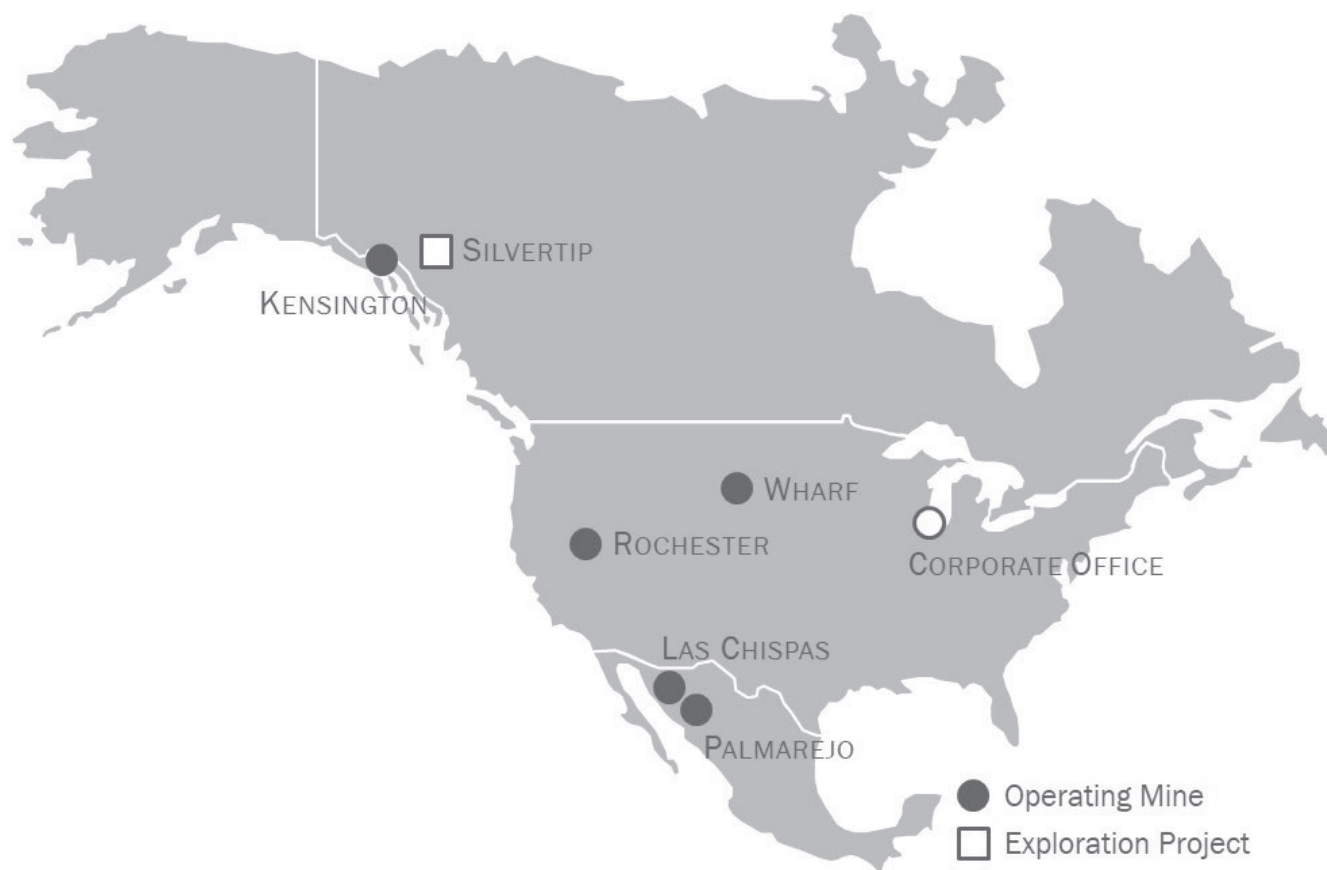 SILVERTIP
KENSINGTON
WHARF
ROCHESTER
CORPORATE OFFICE
LAS CHISPAS
PALMAREJO
Operating Mine
Exploration Project